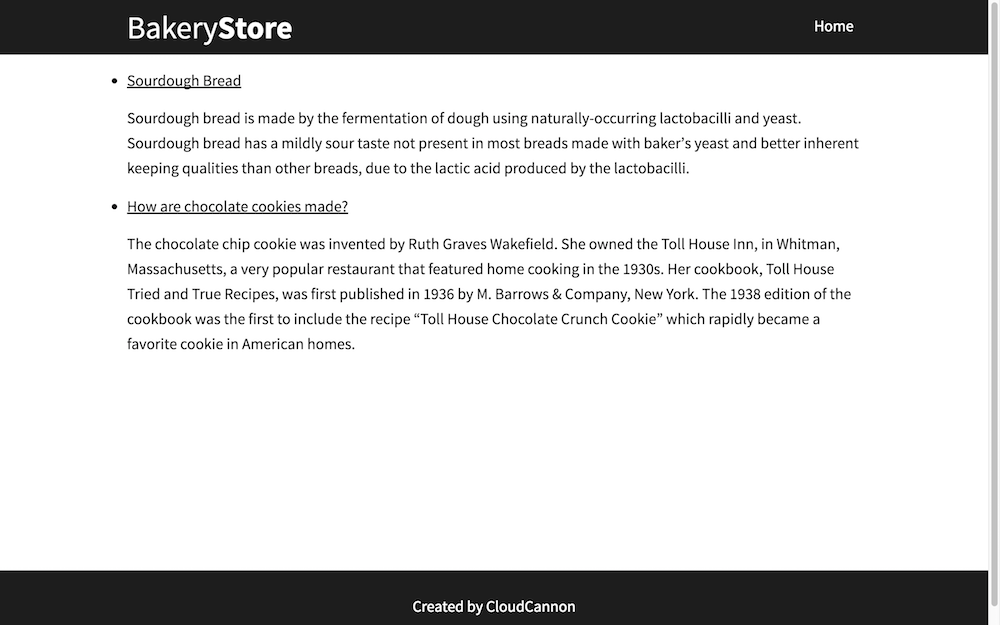 BakeryStore
Home
Sourdough Bread
Sourdough bread is made by the fermentation of dough using naturally-occurring lactobacilli and yeast.
Sourdough bread has a mildly sour taste not present in most breads made with baker’s yeast and better inherent
keeping qualities than other breads, due to the lactic acid produced by the lactobacilli.
How are chocolate cookies made?
The chocolate chip cookie was invented by Ruth Graves Wakefield. She owned the Toll House Inn, in Whitman,
Massachusetts, a very popular restaurant that featured home cooking in the 1930s. Her cookbook, Toll House
Tried and True Recipes, was first published in 1936 by M. Barrows & Company, New York. The 1938 edition of the
cookbook was the first to include the recipe “Toll House Chocolate Crunch Cookie” which rapidly became a
favorite cookie in American homes.
Created by CloudCannon